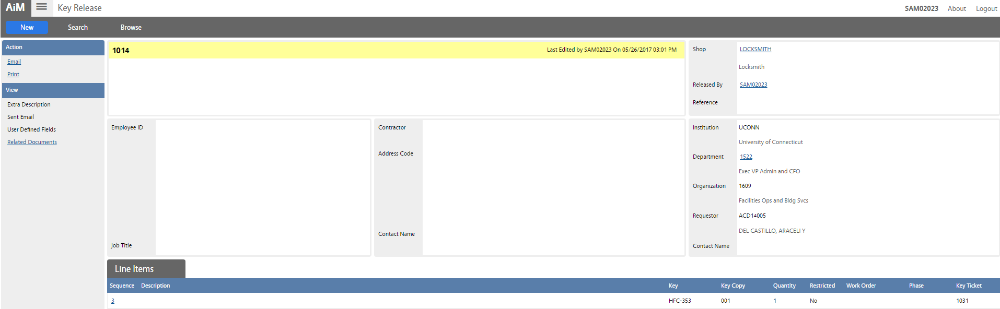 AiM Key Release SAM02023 About Logout
New Search Browse
Action
Email
Print
View
Extra Description
Sent Email
User Defined Fields
Related Documents
1014 Last Edited by SAM02023 On 05/26/2017 03:01 PM
Shop LOCKSMITH
Locksmith
Released By SAM02023
Reference
Employee ID
Job Title
Contractor
Address Code
Contact Name
Institution UCONN
University of Connecticut
Department 1522
Exec VP Admin and CFO
Organization 1609
Facilities Ops and Bldg Svcs
Requestor ACD14005
DEL CASTILLO, ARACELI Y
Contact Name
Line Items
Sequence Description Key Key Copy Quantity Restricted Work Order Phase Key Ticket
3 HFC-353 001 1 No 1031